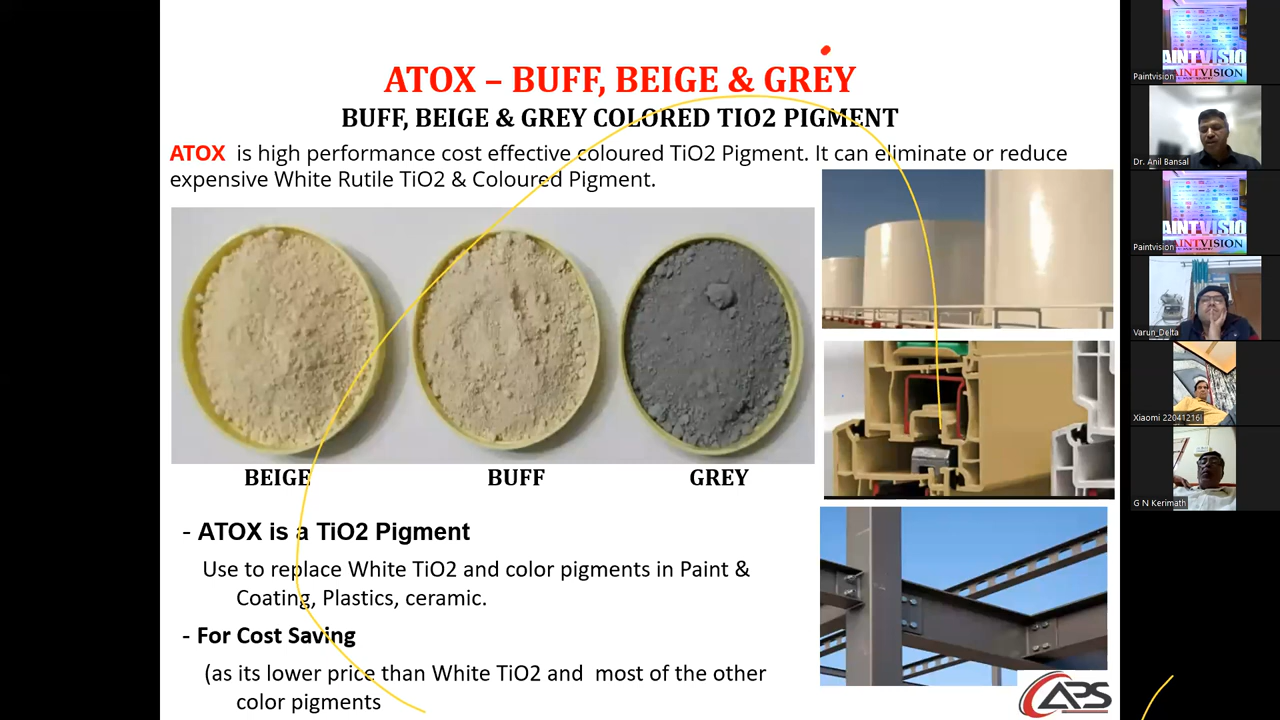 ATOX – BUFF, BEIGE & GREY
BUFF, BEIGE & GREY COLORED TIO2 PIGMENT
ATOX is high performance cost effective coloured TiO2 Pigment. It can eliminate or reduce
expensive White Rutile TiO2 & Coloured Pigment.
BEIGE
BUFF
GREY
- ATOX is a TiO2 Pigment
Use to replace White TiO2 and color pigments in Paint &
Coating, Plastics, ceramic.
- For Cost Saving
(as its lower price than White TiO2 and most of the other
color pigments
APS
AINTVISIO
PAINTVISION
Paintvision
Dr. Anil Bansal
AINTVISIO
AINTVISION
Paintvision
Varun_Delta
Xiaomi 22041216I
G N Kerimath